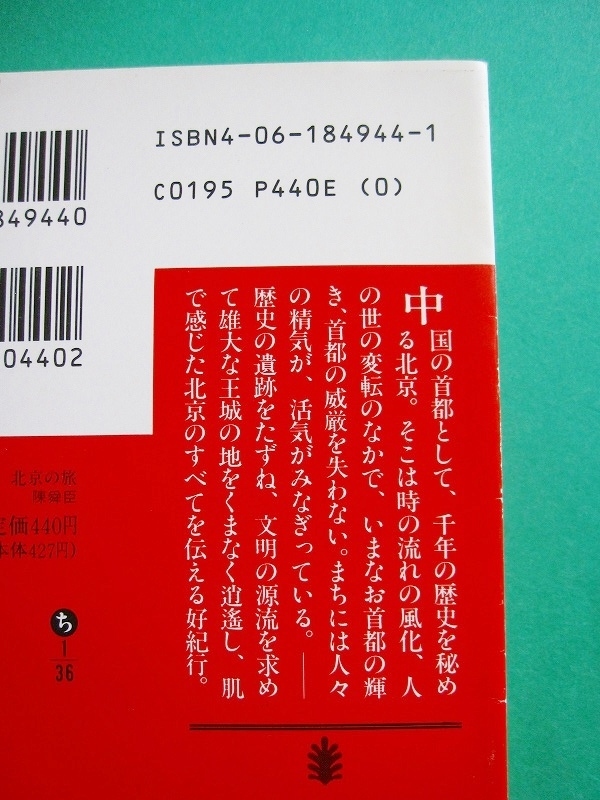 ISBN4-06-184944-1
C0195 P440E (0)
849440
04402
中国の首都として、千年の歴史を秘め
る北京。そこは時の流れの風化、人
の世の変転のなかで、いまなお首都の輝
き、首都の威厳を失わない。まちには人々
の精気が、活気がみなぎっている。——
歴史の遺跡をたずね、文明の源流を求め
て雄大な王城の地をくまなく逍遥し、肌
で感じた北京のすべてを伝える好紀行。
北京の旅
陳舜臣
定価440円
本体427円)
ち
1
36